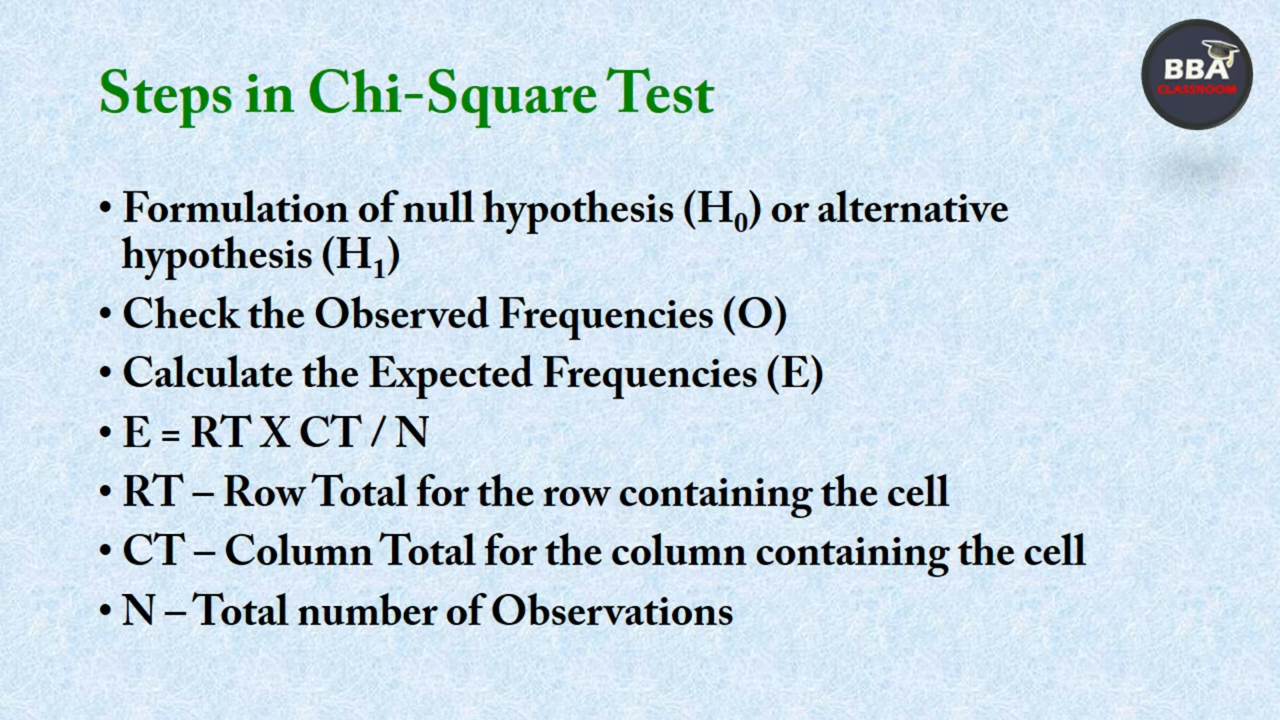 Steps in Chi-Square Test
BBA
CLASSROOM
• Formulation of null hypothesis (H₀) or alternative
hypothesis (H₁)
• Check the Observed Frequencies (O)
• Calculate the Expected Frequencies (E)
• E = RT X CT / N
• RT – Row Total for the row containing the cell
• CT – Column Total for the column containing the cell
• N – Total number of Observations